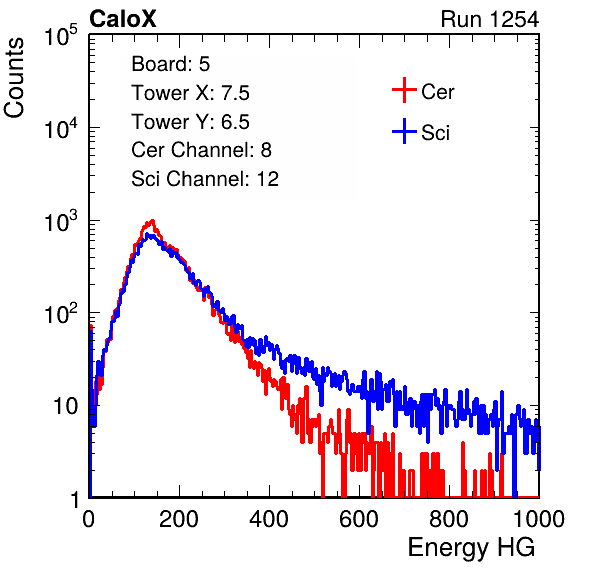 CaloX Run 1254
Counts
Board: 5
Tower X: 7.5
Tower Y: 6.5
Cer Channel: 8
Sci Channel: 12
Cer
Sci
10^5
10^4
10^3
10^2
10
1
0 200 400 600 800 1000
Energy HG